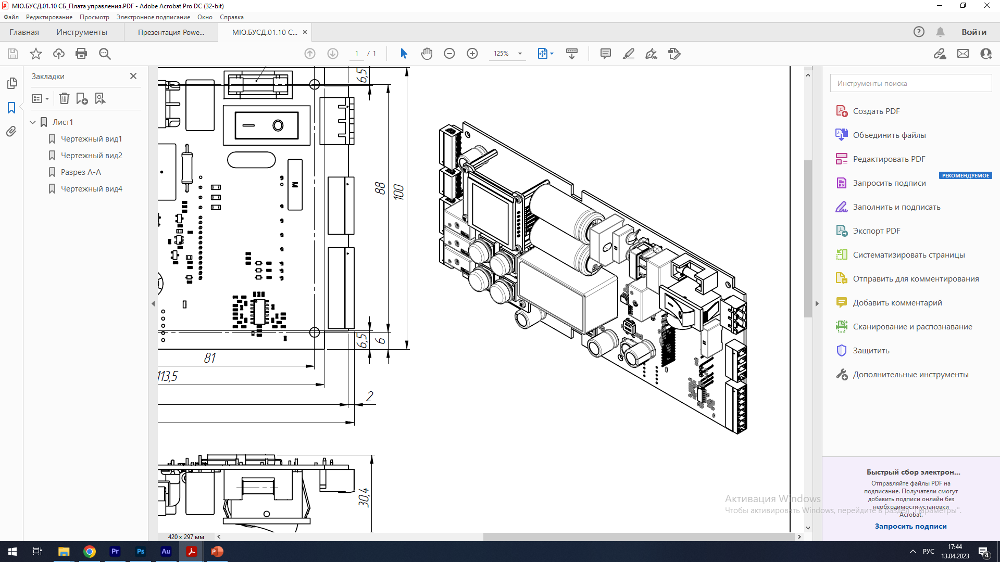 МЮ.БУСД.01.10 СБ_Плата управления.PDF - Adobe Acrobat Pro DC (32-bit)
Файл Редактирование Просмотр Электронное подписание Окно Справка
Главная Инструменты Презентация Powe... МЮ.БУСД.01.10 С... Войти
1 / 1 125%
Закладки
Лист1
Чертежный вид1
Чертежный вид2
Разрез А-А
Чертежный вид4
6,5
88
100
M
6,5
6
81
113,5
2
30,4
420 x 297 мм
Инструменты поиска
Создать PDF
Объединить файлы
Редактировать PDF
РЕКОМЕНДУЕМОЕ
Запросить подписи
Заполнить и подписать
Экспорт PDF
Систематизировать страницы
Отправить для комментирования
Добавить комментарий
Сканирование и распознавание
Защитить
Дополнительные инструменты
Быстрый сбор электрон...
Отправляйте файлы PDF на
подписание. Получатели смогут
добавить подписи онлайн без
необходимости установки
Acrobat.
Запросить подписи
Активация Windows
Чтобы активировать Windows, перейдите в раздел "Параметры".
Pr Ps Au P
РУС
17:44
13.04.2023
4